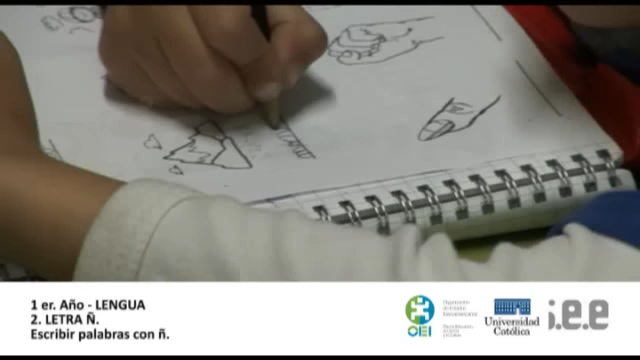 1 er. Año - LENGUA
2. LETRA Ñ.
Escribir palabras con ñ.
OEI
Universidad
Católica
i.e.e